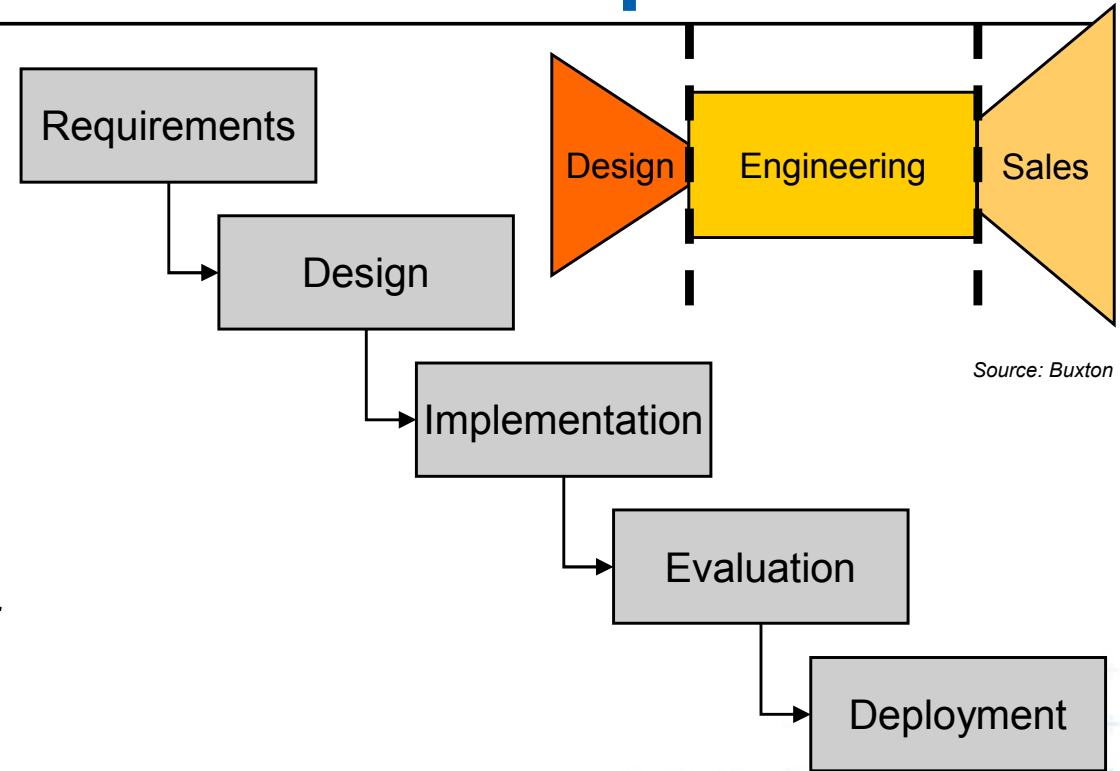 Requirements
Design
Engineering
Sales
Design
Source: Buxton
Implementation
Evaluation
Deployment